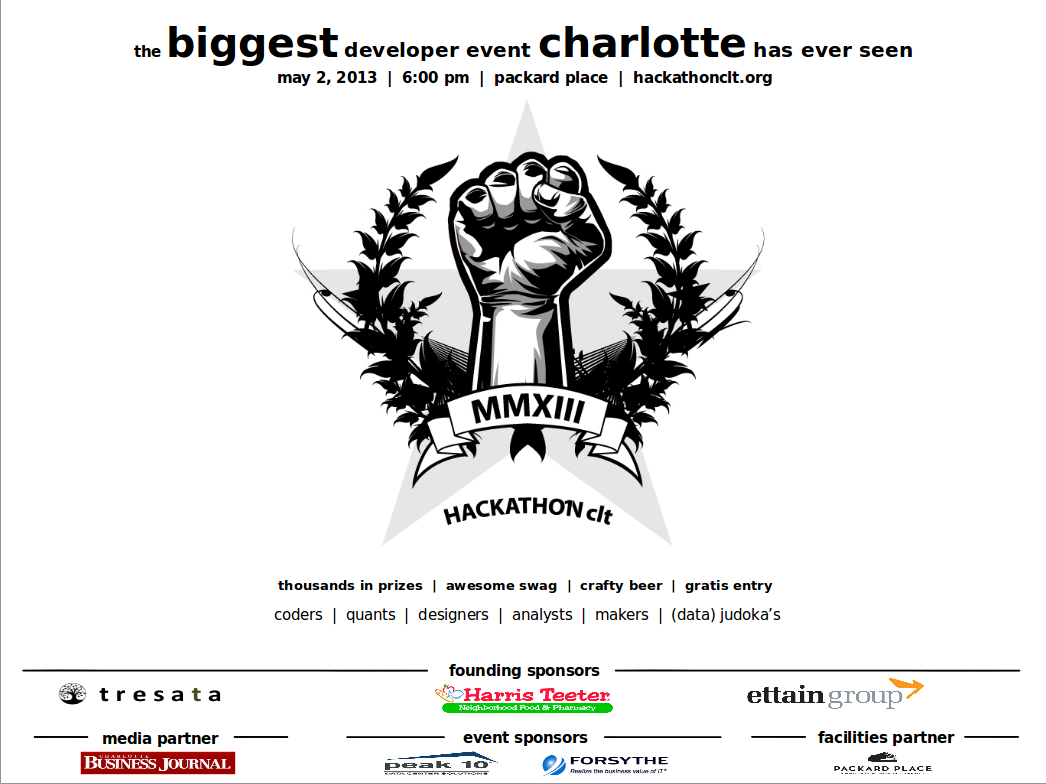 the biggest developer event charlotte has ever seen
may 2, 2013 | 6:00 pm | packard place | hackathonclt.org
MMXIII
HACKATHON clt
thousands in prizes | awesome swag | crafty beer | gratis entry
coders | quants | designers | analysts | makers | (data) judoka’s
founding sponsors
tresata
Harris Teeter
Neighborhood Food & Pharmacy
ettain group
media partner
event sponsors
facilities partner
CHARLOTTE
BUSINESS JOURNAL
peak 10
DATA CENTER SOLUTIONS
FORSYTHE
Realize the business value of IT
PACKARD PLACE